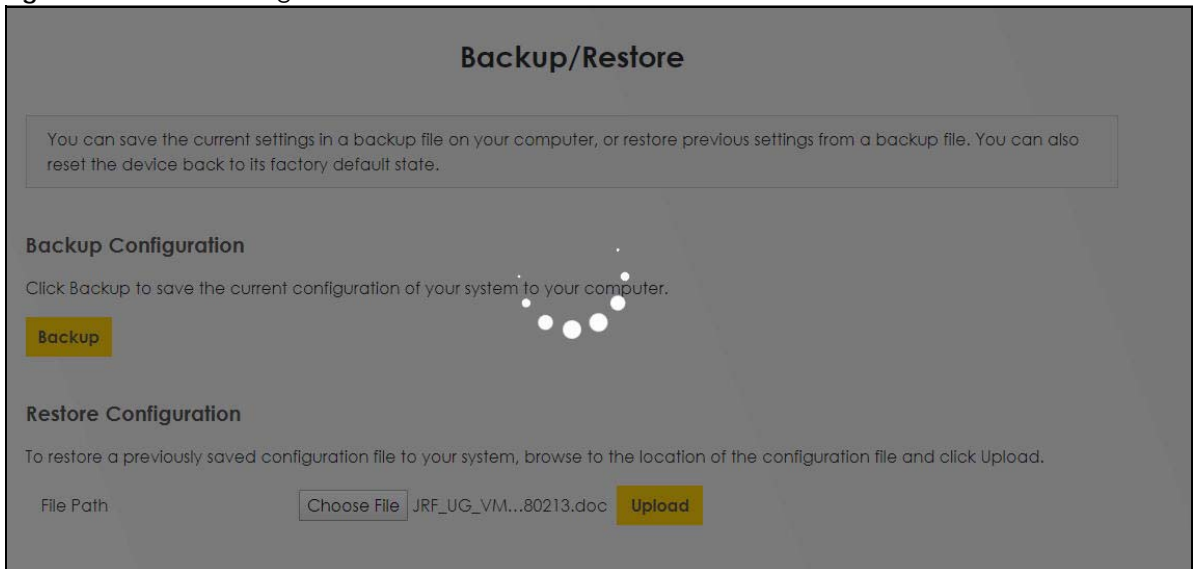 Backup/Restore
You can save the current settings in a backup file on your computer, or restore previous settings from a backup file. You can also
reset the device back to its factory default state.
Backup Configuration
Click Backup to save the current configuration of your system to your computer.
Backup
Restore Configuration
To restore a previously saved configuration file to your system, browse to the location of the configuration file and click Upload.
File Path Choose File JRF_UG_VM...80213.doc Upload